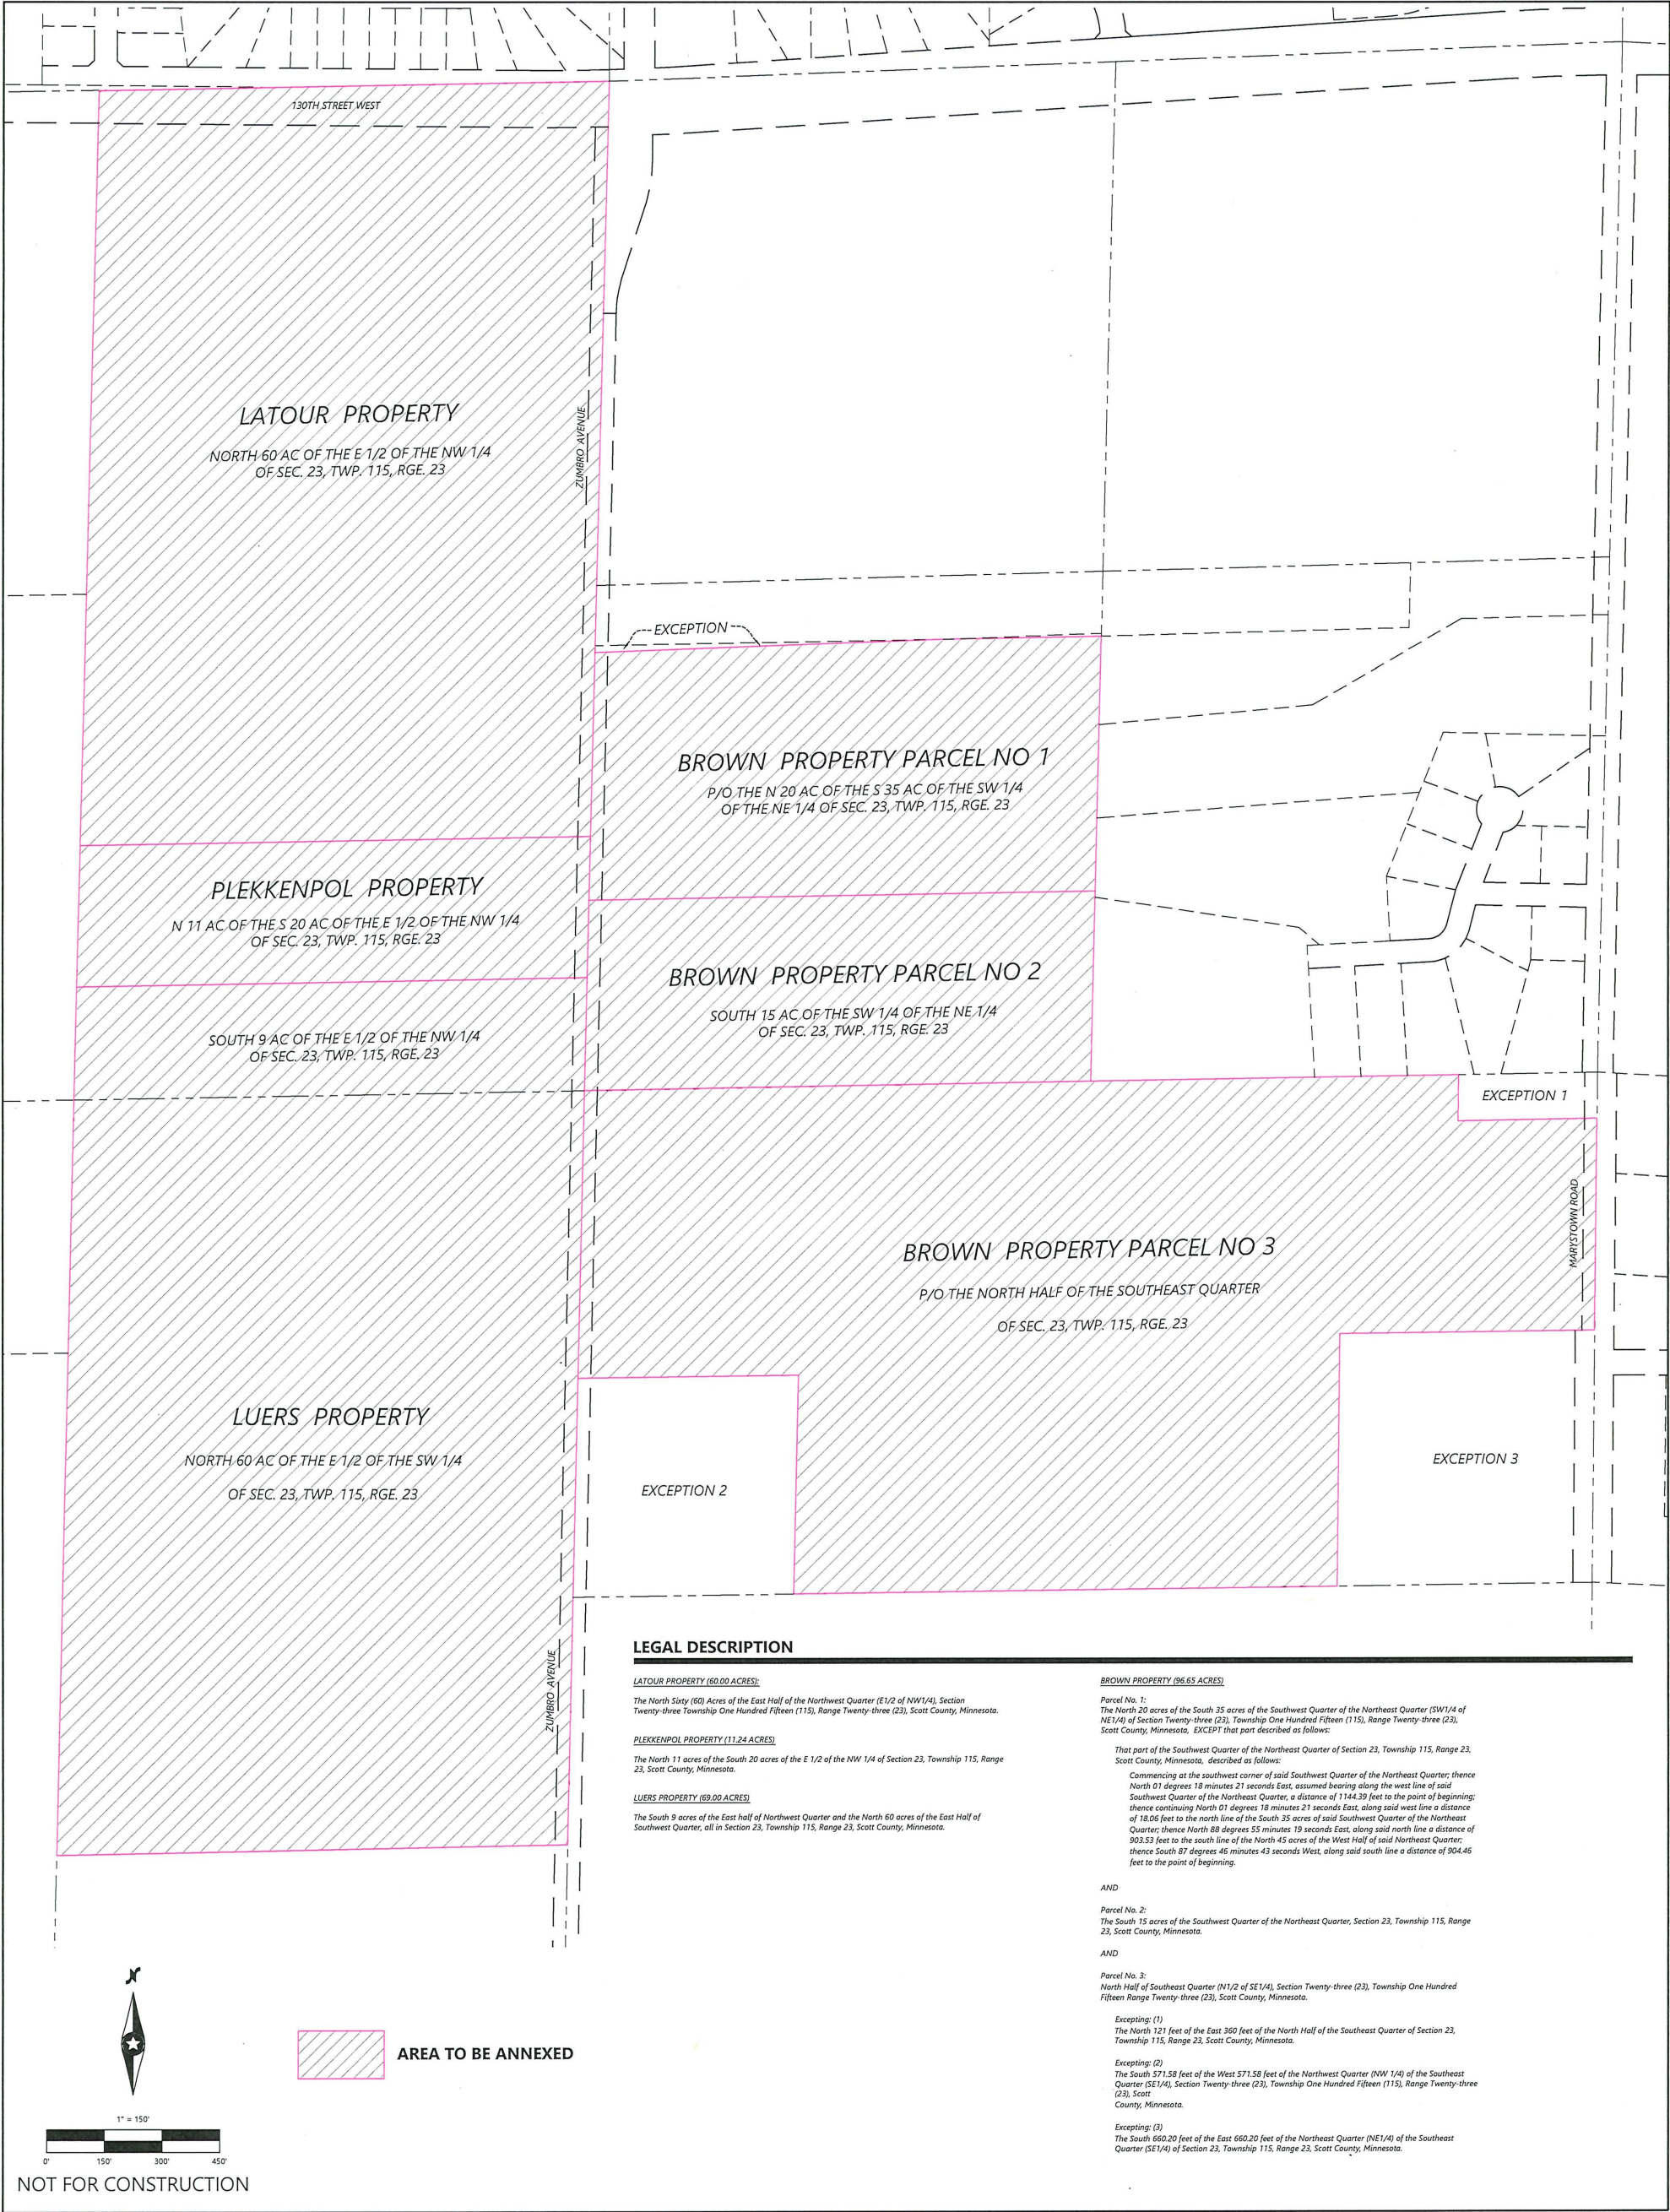 130TH STREET WEST
LATOUR PROPERTY
NORTH 60 AC OF THE E 1/2 OF THE NW 1/4
OF SEC. 23, TWP. 115, RGE. 23
ZUMBRO AVENUE
EXCEPTION
BROWN PROPERTY PARCEL NO 1
P/O THE N 20 AC OF THE S 35 AC OF THE SW 1/4
OF THE NE 1/4 OF SEC. 23, TWP. 115, RGE. 23
PLEKKENPOL PROPERTY
N 11 AC OF THE S 20 AC OF THE E 1/2 OF THE NW 1/4
OF SEC. 23, TWP. 115, RGE. 23
BROWN PROPERTY PARCEL NO 2
SOUTH 15 AC OF THE SW 1/4 OF THE NE 1/4
OF SEC. 23, TWP. 115, RGE. 23
SOUTH 9 AC OF THE E 1/2 OF THE NW 1/4
OF SEC. 23, TWP. 115, RGE. 23
EXCEPTION 1
MARYSTOWN ROAD
BROWN PROPERTY PARCEL NO 3
P/O THE NORTH HALF OF THE SOUTHEAST QUARTER
OF SEC. 23, TWP. 115, RGE. 23
LUERS PROPERTY
NORTH 60 AC OF THE E 1/2 OF THE SW 1/4
OF SEC. 23, TWP. 115, RGE. 23
EXCEPTION 2
EXCEPTION 3
ZUMBRO AVENUE
LEGAL DESCRIPTION
LATOUR PROPERTY (60.00 ACRES):
The North Sixty (60) Acres of the East Half of the Northwest Quarter (E1/2 of NW1/4), Section
Twenty-three Township One Hundred Fifteen (115), Range Twenty-three (23), Scott County, Minnesota.
PLEKKENPOL PROPERTY (11.24 ACRES)
The North 11 acres of the South 20 acres of the E 1/2 of the NW 1/4 of Section 23, Township 115, Range
23, Scott County, Minnesota.
LUERS PROPERTY (69.00 ACRES)
The South 9 acres of the East half of Northwest Quarter and the North 60 acres of the East Half of
Southwest Quarter, all in Section 23, Township 115, Range 23, Scott County, Minnesota.
BROWN PROPERTY (96.65 ACRES)
Parcel No. 1:
The North 20 acres of the South 35 acres of the Southwest Quarter of the Northeast Quarter (SW1/4 of
NE1/4) of Section Twenty-three (23), Township One Hundred Fifteen (115), Range Twenty-three (23),
Scott County, Minnesota, EXCEPT that part described as follows:
That part of the Southwest Quarter of the Northeast Quarter of Section 23, Township 115, Range 23,
Scott County, Minnesota, described as follows:
Commencing at the southwest corner of said Southwest Quarter of the Northeast Quarter; thence
North 01 degrees 18 minutes 21 seconds East, assumed bearing along the west line of said
Southwest Quarter of the Northeast Quarter, a distance of 1144.39 feet to the point of beginning;
thence continuing North 01 degrees 18 minutes 21 seconds East, along said west line a distance
of 18.06 feet to the north line of the South 35 acres of said Southwest Quarter of the Northeast
Quarter; thence North 88 degrees 55 minutes 19 seconds East, along said north line a distance of
903.53 feet to the south line of the North 45 acres of the West Half of said Northeast Quarter;
thence South 87 degrees 46 minutes 43 seconds West, along said south line a distance of 904.46
feet to the point of beginning.
AND
Parcel No. 2:
The South 15 acres of the Southwest Quarter of the Northeast Quarter, Section 23, Township 115, Range
23, Scott County, Minnesota.
AND
Parcel No. 3:
North Half of Southeast Quarter (N1/2 of SE1/4), Section Twenty-three (23), Township One Hundred
Fifteen Range Twenty-three (23), Scott County, Minnesota.
Excepting: (1)
The North 121 feet of the East 360 feet of the North Half of the Southeast Quarter of Section 23,
Township 115, Range 23, Scott County, Minnesota.
Excepting: (2)
The South 571.58 feet of the West 571.58 feet of the Northwest Quarter (NW 1/4) of the Southeast
Quarter (SE1/4), Section Twenty-three (23), Township One Hundred Fifteen (115), Range Twenty-three
(23), Scott
County, Minnesota.
Excepting: (3)
The South 660.20 feet of the East 660.20 feet of the Northeast Quarter (NE1/4) of the Southeast
Quarter (SE1/4) of Section 23, Township 115, Range 23, Scott County, Minnesota.
N
AREA TO BE ANNEXED
1" = 150'
0' 150' 300' 450'
NOT FOR CONSTRUCTION